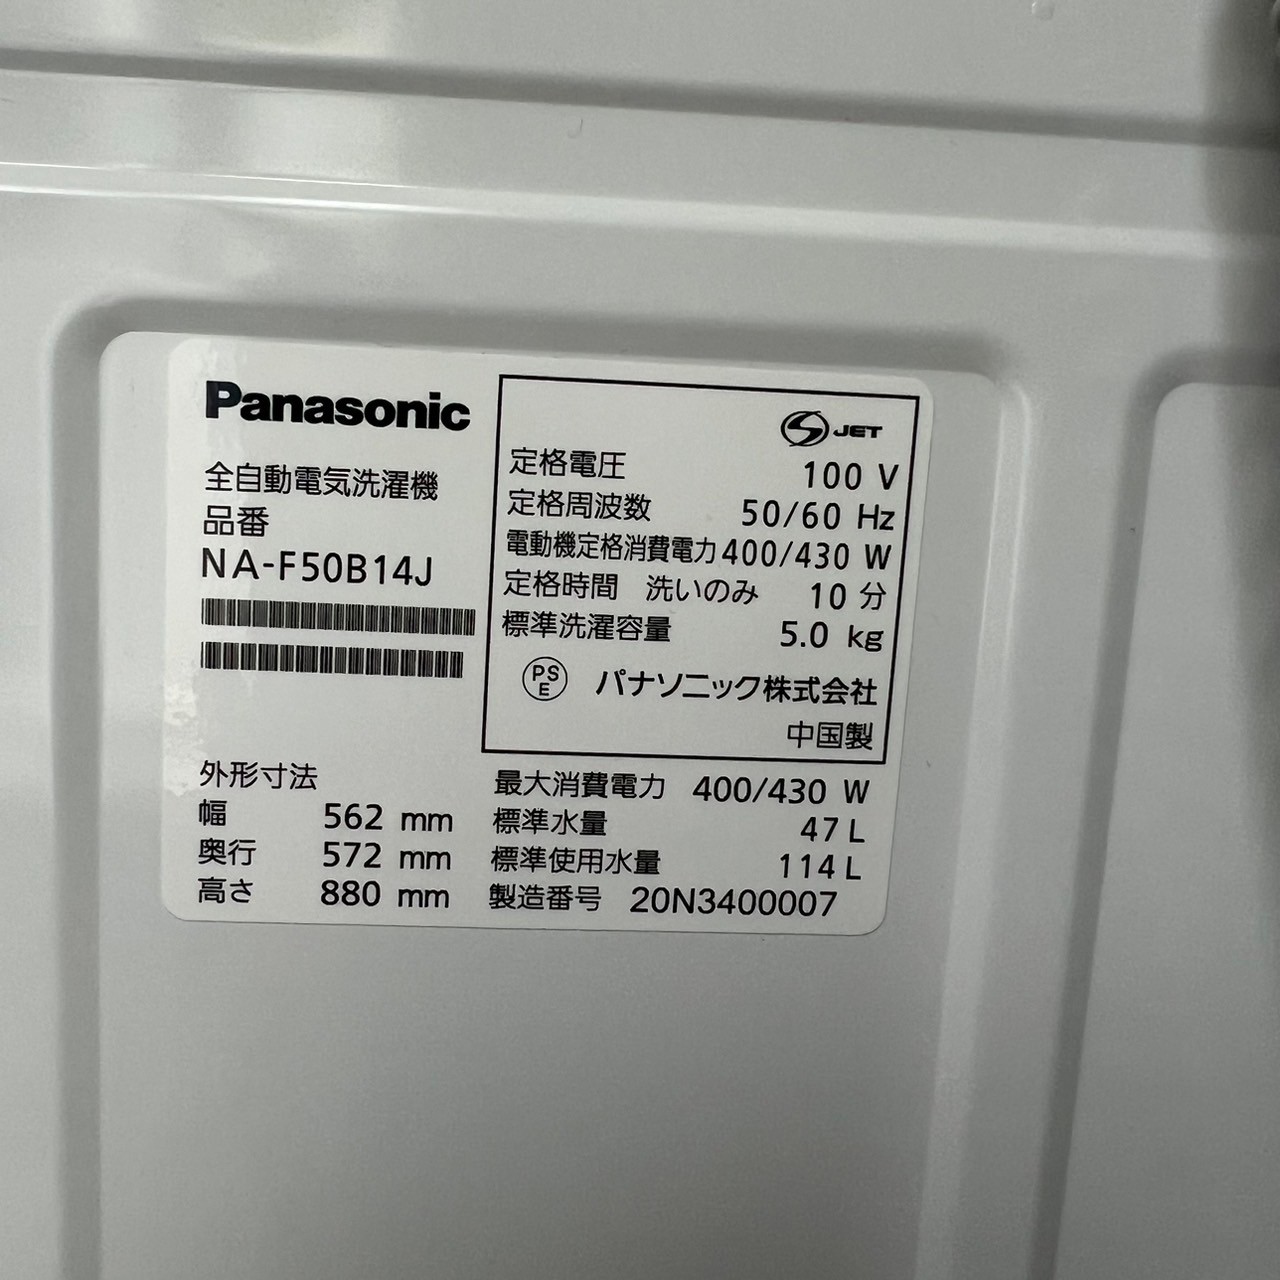 Panasonic
全自動電気洗濯機
品番
NA-F50B14J
JET
定格電圧 100 V
定格周波数 50/60 Hz
電動機定格消費電力 400/430 W
定格時間 洗いのみ 10 分
標準洗濯容量 5.0 kg
PS
E
パナソニック株式会社
中国製
外形寸法
幅 562 mm
奥行 572 mm
高さ 880 mm
最大消費電力 400/430 W
標準水量 47 L
標準使用水量 114 L
製造番号 20N3400007